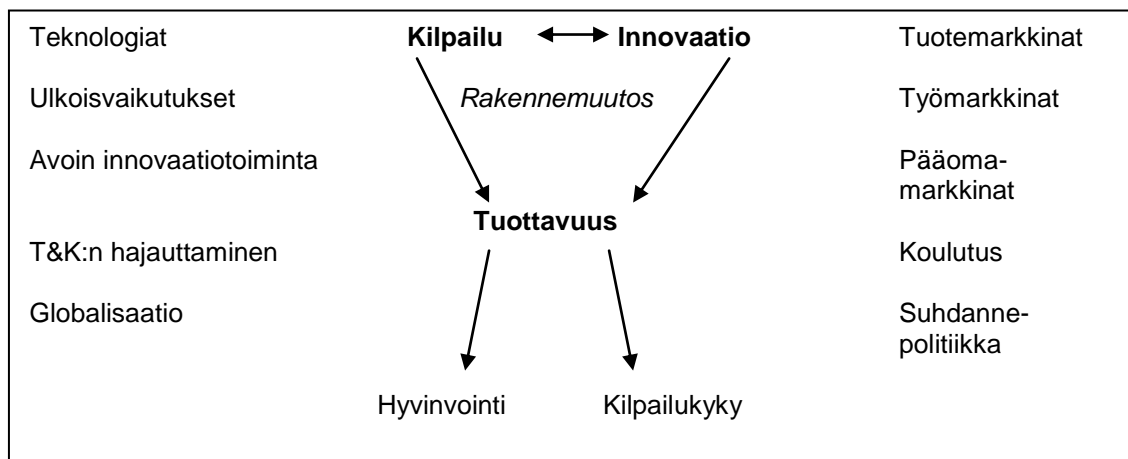 Teknologiat
Kilpailu
Innovaatio
Tuotemarkkinat
Ulkoisvaikutukset
Rakennemuutos
Työmarkkinat
Avoin innovaatiotoiminta
Pääoma-
markkinat
Tuottavuus
T&K:n hajauttaminen
Koulutus
Globalisaatio
Suhdanne-
politiikka
Hyvinvointi
Kilpailukyky